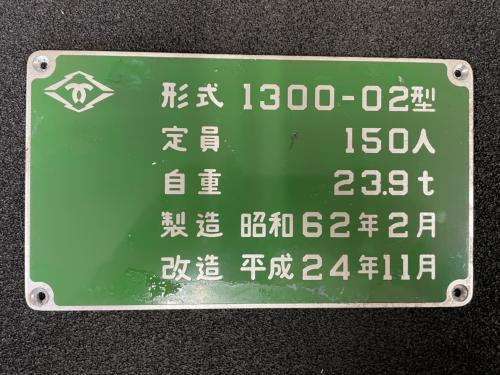 形式 1300-02型
定員 150人
自重 23.9t
製造 昭和62年2月
改造 平成24年11月